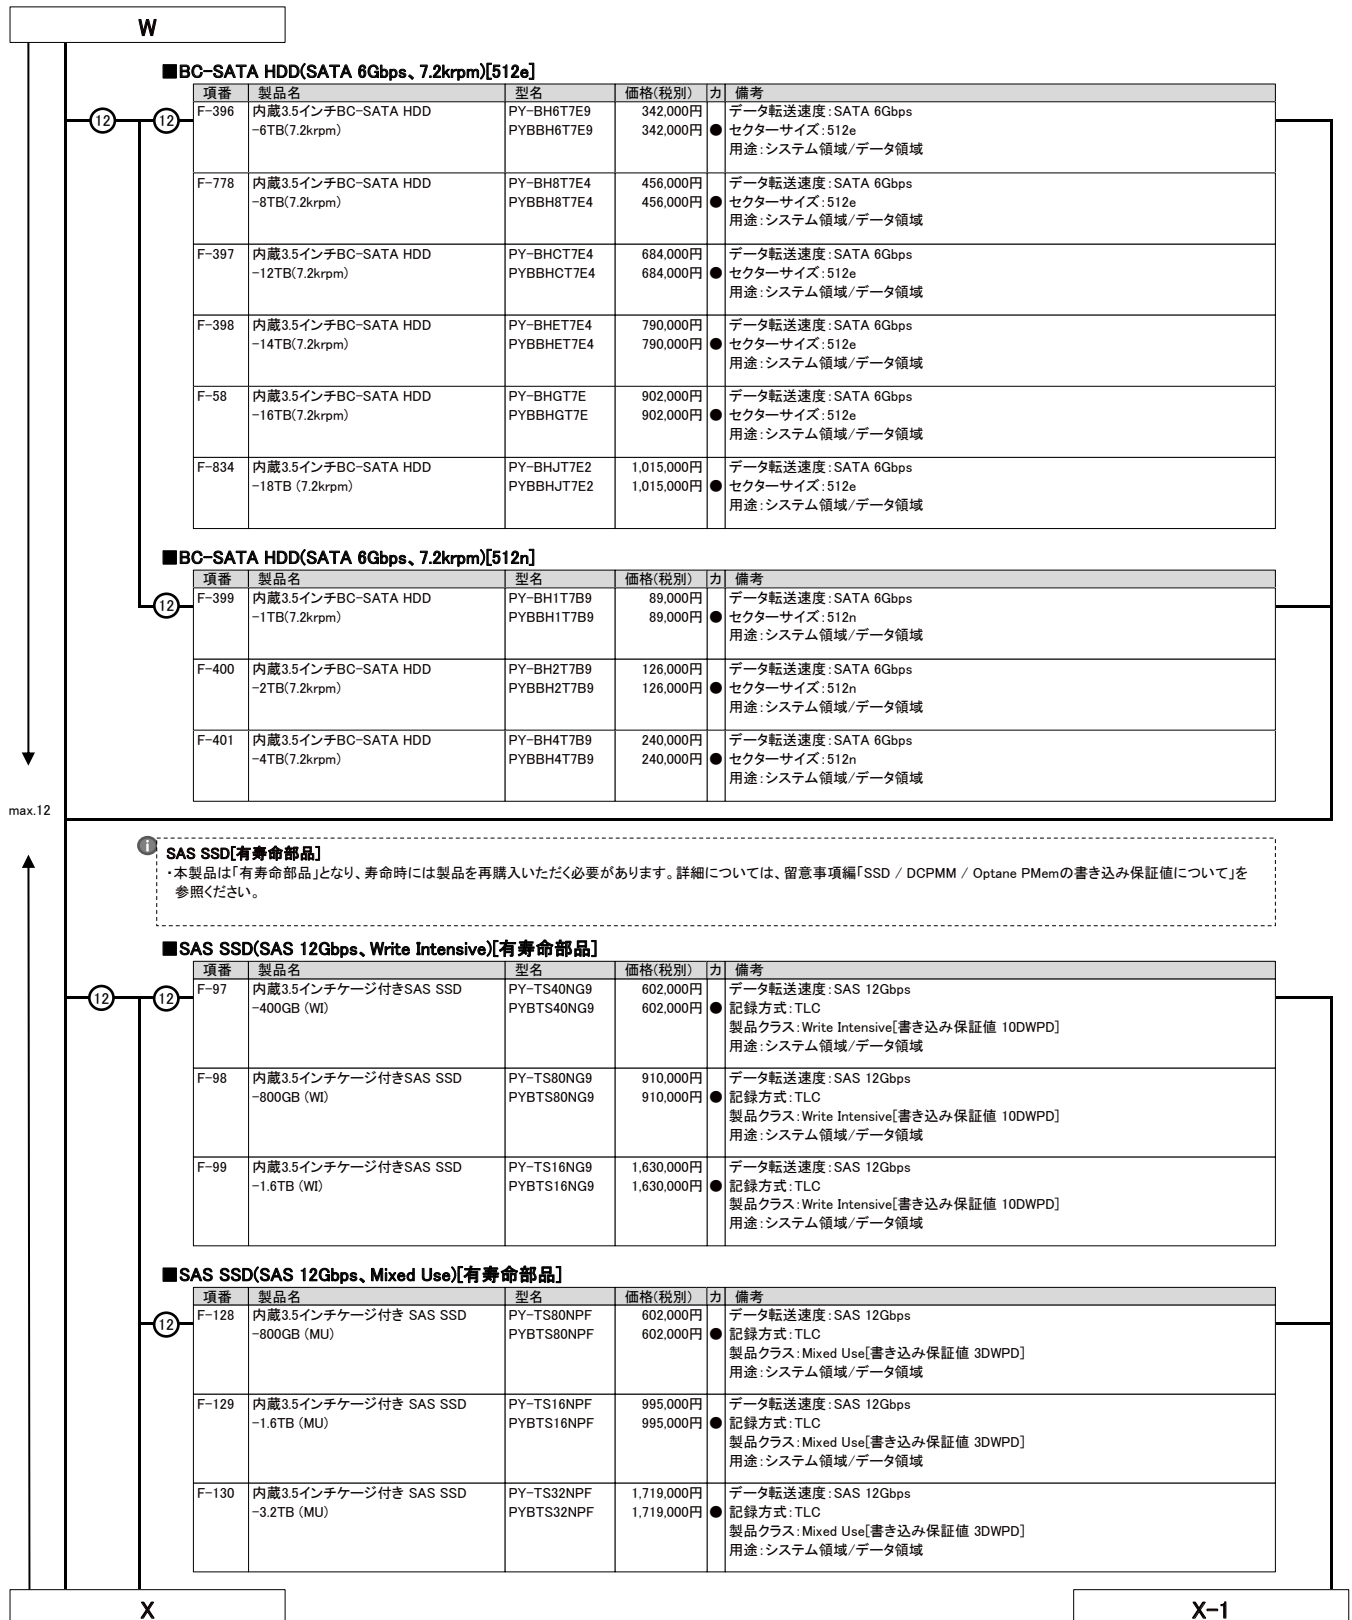 W
■BC-SATA HDD(SATA 6Gbps、7.2krpm)[512e]
項番 製品名 型名 価格(税別) カ 備考
⑫ ⑫ F-396 内蔵3.5インチBC-SATA HDD PY-BH6T7E9 342,000円 データ転送速度:SATA 6Gbps
-6TB(7.2krpm) PYBBH6T7E9 342,000円 ● セクターサイズ:512e
用途:システム領域/データ領域
F-778 内蔵3.5インチBC-SATA HDD PY-BH8T7E4 456,000円 データ転送速度:SATA 6Gbps
-8TB(7.2krpm) PYBBH8T7E4 456,000円 ● セクターサイズ:512e
用途:システム領域/データ領域
F-397 内蔵3.5インチBC-SATA HDD PY-BHCT7E4 684,000円 データ転送速度:SATA 6Gbps
-12TB(7.2krpm) PYBBHCT7E4 684,000円 ● セクターサイズ:512e
用途:システム領域/データ領域
F-398 内蔵3.5インチBC-SATA HDD PY-BHET7E4 790,000円 データ転送速度:SATA 6Gbps
-14TB(7.2krpm) PYBBHET7E4 790,000円 ● セクターサイズ:512e
用途:システム領域/データ領域
F-58 内蔵3.5インチBC-SATA HDD PY-BHGT7E 902,000円 データ転送速度:SATA 6Gbps
-16TB(7.2krpm) PYBBHGT7E 902,000円 ● セクターサイズ:512e
用途:システム領域/データ領域
F-834 内蔵3.5インチBC-SATA HDD PY-BHJT7E2 1,015,000円 データ転送速度:SATA 6Gbps
-18TB (7.2krpm) PYBBHJT7E2 1,015,000円 ● セクターサイズ:512e
用途:システム領域/データ領域
■BC-SATA HDD(SATA 6Gbps、7.2krpm)[512n]
項番 製品名 型名 価格(税別) カ 備考
⑫ F-399 内蔵3.5インチBC-SATA HDD PY-BH1T7B9 89,000円 データ転送速度:SATA 6Gbps
-1TB(7.2krpm) PYBBH1T7B9 89,000円 ● セクターサイズ:512n
用途:システム領域/データ領域
F-400 内蔵3.5インチBC-SATA HDD PY-BH2T7B9 126,000円 データ転送速度:SATA 6Gbps
-2TB(7.2krpm) PYBBH2T7B9 126,000円 ● セクターサイズ:512n
用途:システム領域/データ領域
F-401 内蔵3.5インチBC-SATA HDD PY-BH4T7B9 240,000円 データ転送速度:SATA 6Gbps
-4TB(7.2krpm) PYBBH4T7B9 240,000円 ● セクターサイズ:512n
用途:システム領域/データ領域
max.12
i SAS SSD[有寿命部品]
・本製品は「有寿命部品」となり、寿命時には製品を再購入いただく必要があります。詳細については、留意事項編「SSD / DCPMM / Optane PMemの書き込み保証値について」を
参照ください。
■SAS SSD(SAS 12Gbps、Write Intensive)[有寿命部品]
項番 製品名 型名 価格(税別) カ 備考
⑫ ⑫ F-97 内蔵3.5インチケージ付きSAS SSD PY-TS40NG9 602,000円 データ転送速度:SAS 12Gbps
-400GB (WI) PYBTS40NG9 602,000円 ● 記録方式:TLC
製品クラス:Write Intensive[書き込み保証値 10DWPD]
用途:システム領域/データ領域
F-98 内蔵3.5インチケージ付きSAS SSD PY-TS80NG9 910,000円 データ転送速度:SAS 12Gbps
-800GB (WI) PYBTS80NG9 910,000円 ● 記録方式:TLC
製品クラス:Write Intensive[書き込み保証値 10DWPD]
用途:システム領域/データ領域
F-99 内蔵3.5インチケージ付きSAS SSD PY-TS16NG9 1,630,000円 データ転送速度:SAS 12Gbps
-1.6TB (WI) PYBTS16NG9 1,630,000円 ● 記録方式:TLC
製品クラス:Write Intensive[書き込み保証値 10DWPD]
用途:システム領域/データ領域
■SAS SSD(SAS 12Gbps、Mixed Use)[有寿命部品]
項番 製品名 型名 価格(税別) カ 備考
⑫ F-128 内蔵3.5インチケージ付き SAS SSD PY-TS80NPF 602,000円 データ転送速度:SAS 12Gbps
-800GB (MU) PYBTS80NPF 602,000円 ● 記録方式:TLC
製品クラス:Mixed Use[書き込み保証値 3DWPD]
用途:システム領域/データ領域
F-129 内蔵3.5インチケージ付き SAS SSD PY-TS16NPF 995,000円 データ転送速度:SAS 12Gbps
-1.6TB (MU) PYBTS16NPF 995,000円 ● 記録方式:TLC
製品クラス:Mixed Use[書き込み保証値 3DWPD]
用途:システム領域/データ領域
F-130 内蔵3.5インチケージ付き SAS SSD PY-TS32NPF 1,719,000円 データ転送速度:SAS 12Gbps
-3.2TB (MU) PYBTS32NPF 1,719,000円 ● 記録方式:TLC
製品クラス:Mixed Use[書き込み保証値 3DWPD]
用途:システム領域/データ領域
X X-1